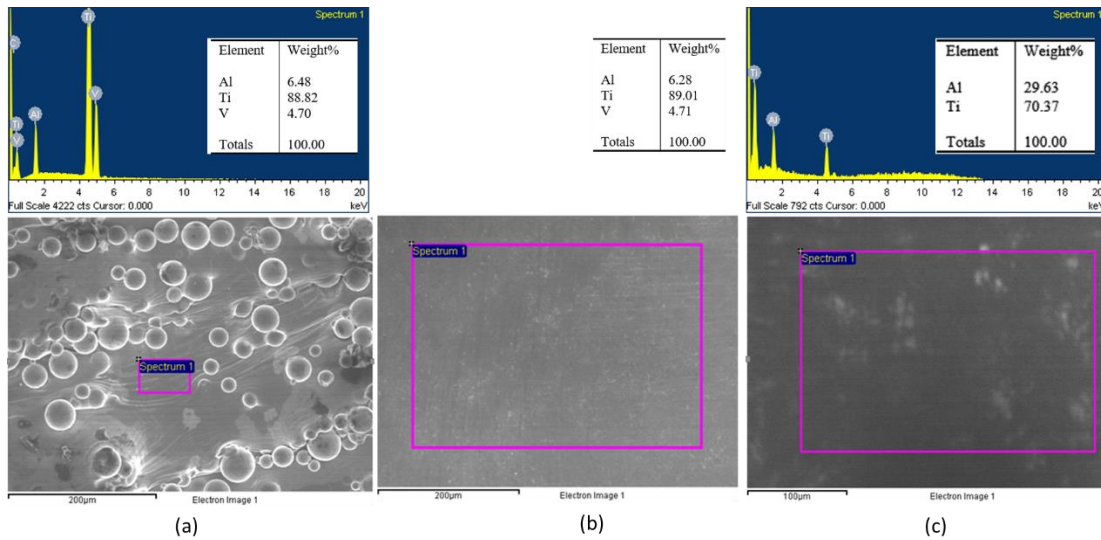 Spectrum 1
Ti
C
Al
V
Ti
V
Element Weight%
Al 6.48
Ti 88.82
V 4.70
Totals 100.00
2 4 6 8 10 12 14 16 18 20
Full Scale 4222 cts Cursor: 0.000 keV
Spectrum 1
200µm Electron Image 1
(a)
Element Weight%
Al 6.28
Ti 89.01
V 4.71
Totals 100.00
Spectrum 1
200µm Electron Image 1
(b)
Spectrum 1
Ti
Al
Ti
Element Weight%
Al 29.63
Ti 70.37
Totals 100.00
2 4 6 8 10 12 14 16 18 20
Full Scale 792 cts Cursor: 0.000 keV
Spectrum 1
100µm Electron Image 1
(c)